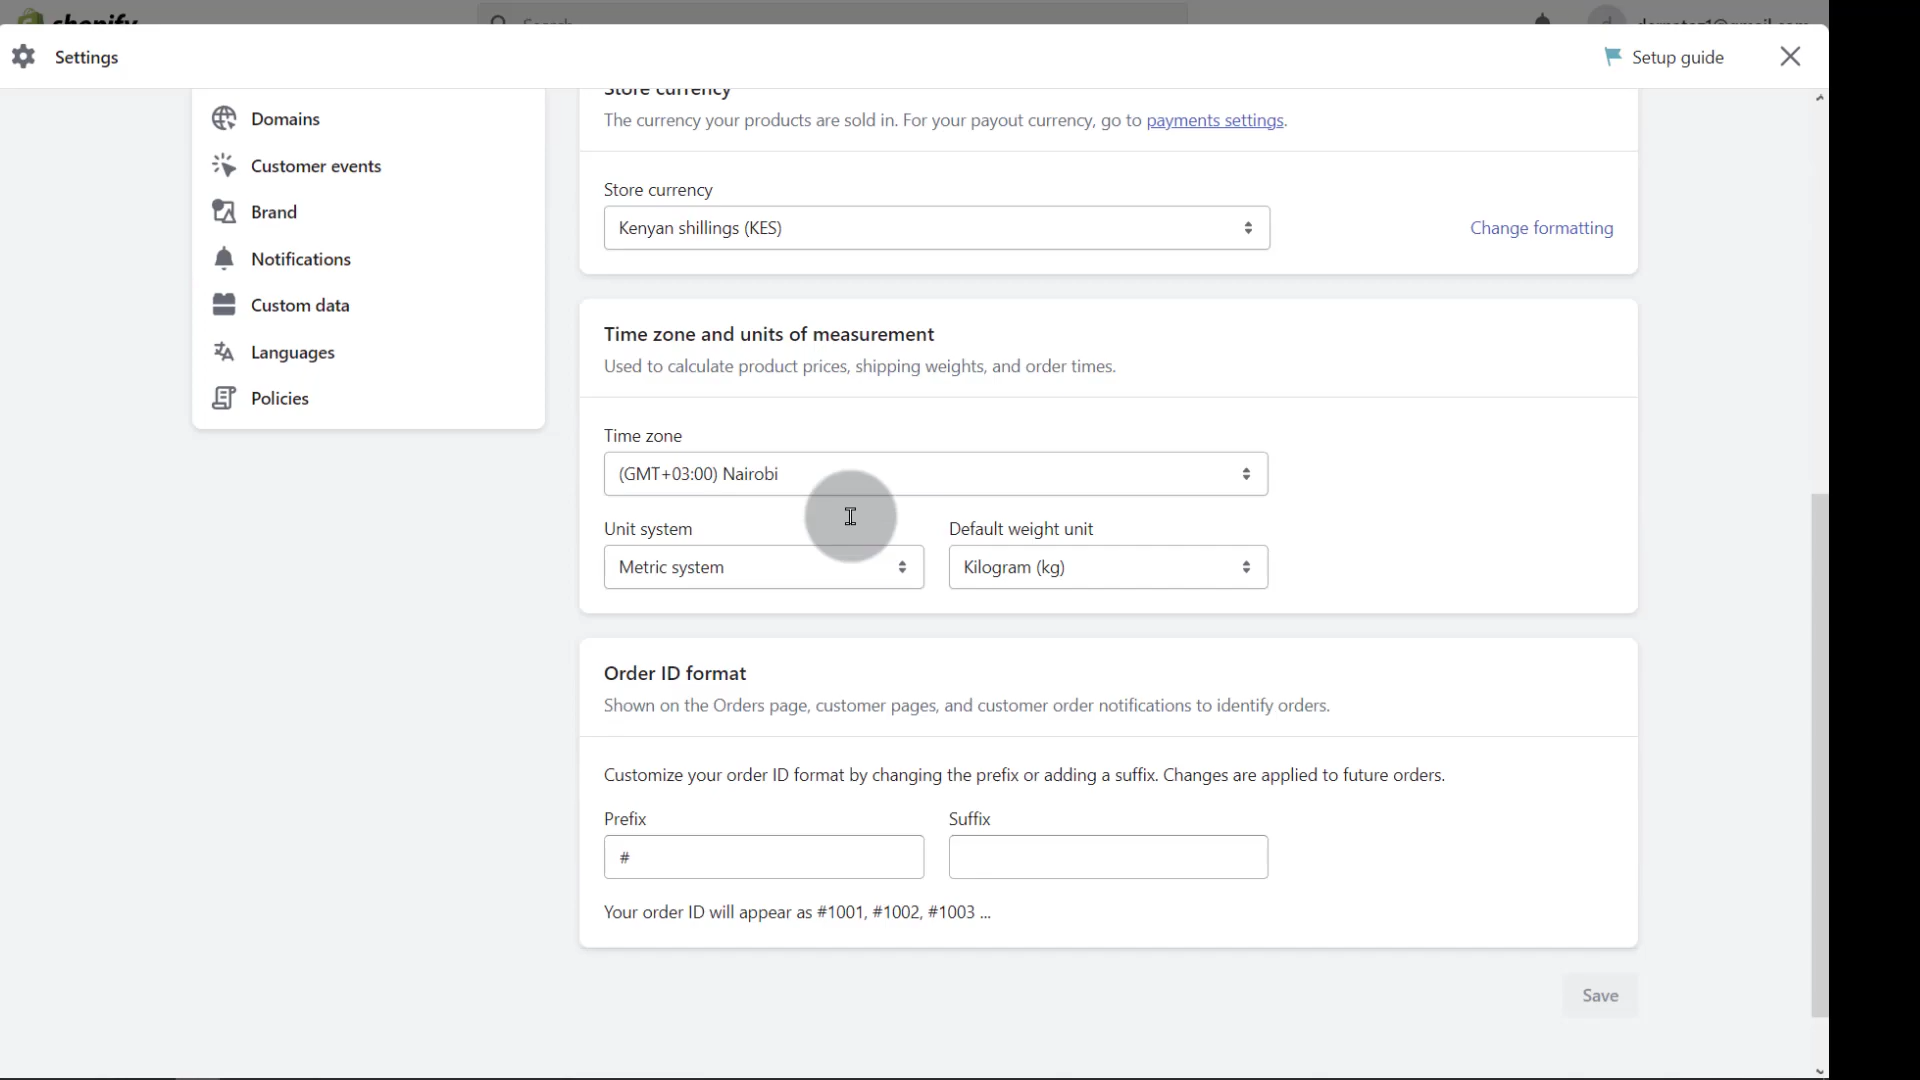 shopify
Search
Settings
Setup guide
Domains
Customer events
Brand
Notifications
Custom data
Languages
Policies
Store currency
The currency your products are sold in. For your payout currency, go to payments settings.
Store currency
Kenyan shillings (KES)
Change formatting
Time zone and units of measurement
Used to calculate product prices, shipping weights, and order times.
Time zone
(GMT+03:00) Nairobi
Unit system
Default weight unit
Metric system
Kilogram (kg)
Order ID format
Shown on the Orders page, customer pages, and customer order notifications to identify orders.
Customize your order ID format by changing the prefix or adding a suffix. Changes are applied to future orders.
Prefix
Suffix
#
Your order ID will appear as #1001, #1002, #1003 ...
Save